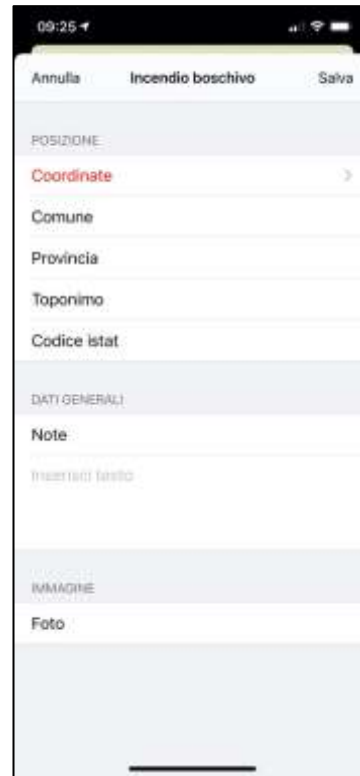 09:25
Annulla Incendio boschivo Salva
POSIZIONE
Coordinate
Comune
Provincia
Toponimo
Codice istat
DATI GENERALI
Note
Inserisci testo
IMMAGINE
Foto